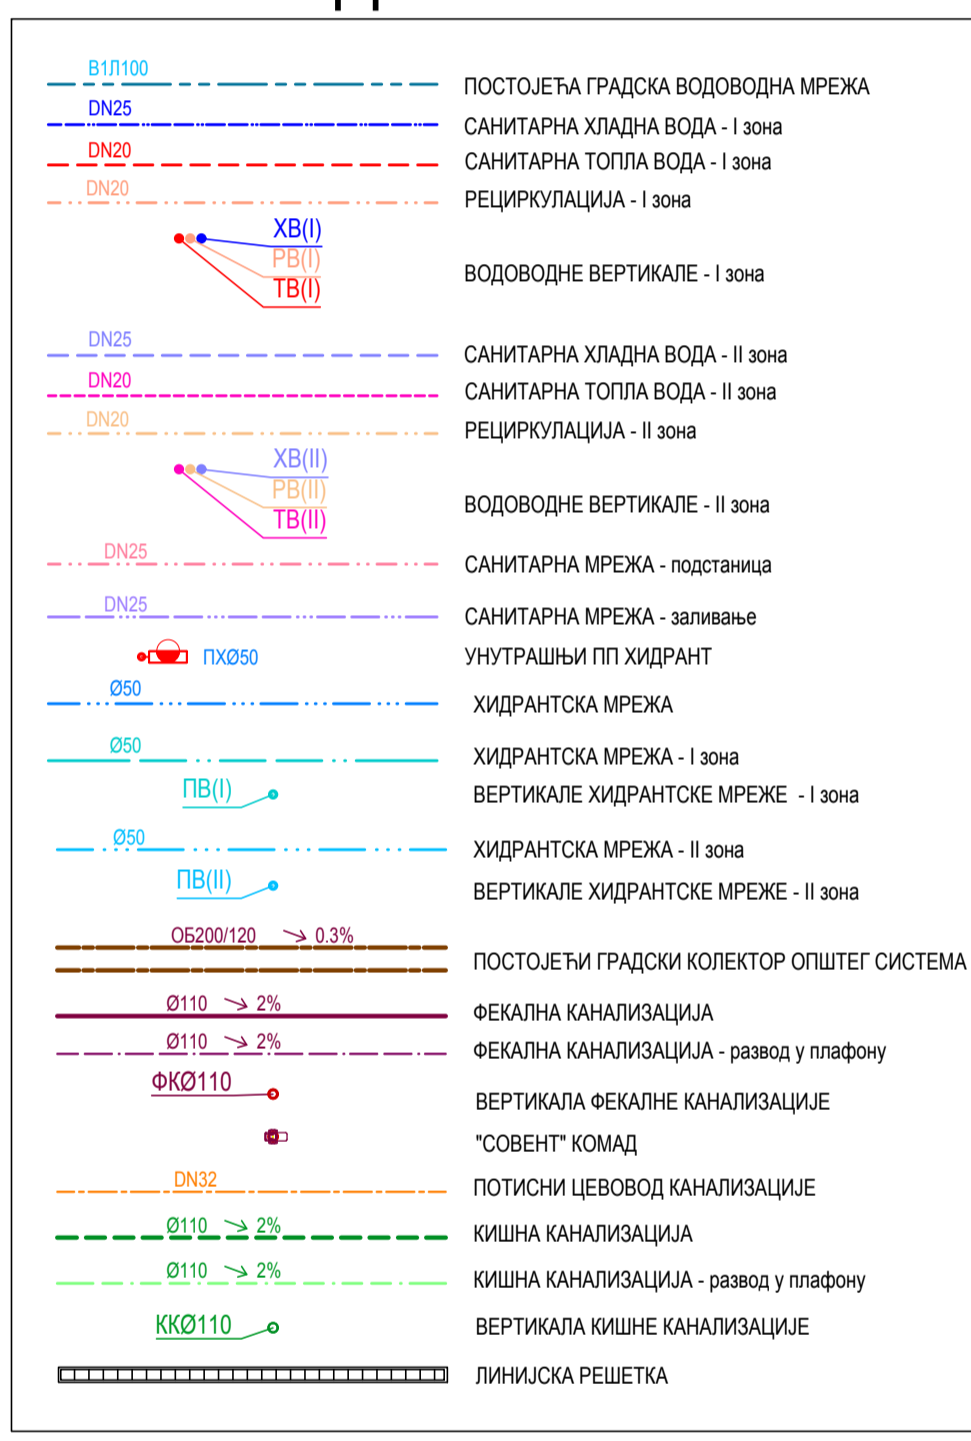 В1Л100
ПОСТОЈЕЋА ГРАДСКА ВОДОВОДНА МРЕЖА
DN25
САНИТАРНА ХЛАДНА ВОДА - I зона
DN20
САНИТАРНА ТОПЛА ВОДА - I зона
DN20
РЕЦИРКУЛАЦИЈА - I зона
ХВ(I)
РВ(I)
ТВ(I)
ВОДОВОДНЕ ВЕРТИКАЛЕ - I зона
DN25
САНИТАРНА ХЛАДНА ВОДА - II зона
DN20
САНИТАРНА ТОПЛА ВОДА - II зона
DN20
РЕЦИРКУЛАЦИЈА - II зона
ХВ(II)
РВ(II)
ТВ(II)
ВОДОВОДНЕ ВЕРТИКАЛЕ - II зона
DN25
САНИТАРНА МРЕЖА - подстаница
DN25
САНИТАРНА МРЕЖА - заливање
ПХØ50
УНУТРАШЊИ ПП ХИДРАНТ
Ø50
ХИДРАНТСКА МРЕЖА
Ø50
ХИДРАНТСКА МРЕЖА - I зона
ПВ(I)
ВЕРТИКАЛЕ ХИДРАНТСКЕ МРЕЖЕ - I зона
Ø50
ХИДРАНТСКА МРЕЖА - II зона
ПВ(II)
ВЕРТИКАЛЕ ХИДРАНТСКЕ МРЕЖЕ - II зона
ОБ200/120 ↘ 0.3%
ПОСТОЈЕЋИ ГРАДСКИ КОЛЕКТОР ОПШТЕГ СИСТЕМА
Ø110 ↘ 2%
ФЕКАЛНА КАНАЛИЗАЦИЈА
Ø110 ↘ 2%
ФЕКАЛНА КАНАЛИЗАЦИЈА - развод у плафону
ФКØ110
ВЕРТИКАЛА ФЕКАЛНЕ КАНАЛИЗАЦИЈЕ
"СОВЕНТ" КОМАД
DN32
ПОТИСНИ ЦЕВОВОД КАНАЛИЗАЦИЈЕ
Ø110 ↘ 2%
КИШНА КАНАЛИЗАЦИЈА
Ø110 ↘ 2%
КИШНА КАНАЛИЗАЦИЈА - развод у плафону
ККØ110
ВЕРТИКАЛА КИШНЕ КАНАЛИЗАЦИЈЕ
ЛИНИЈСКА РЕШЕТКА